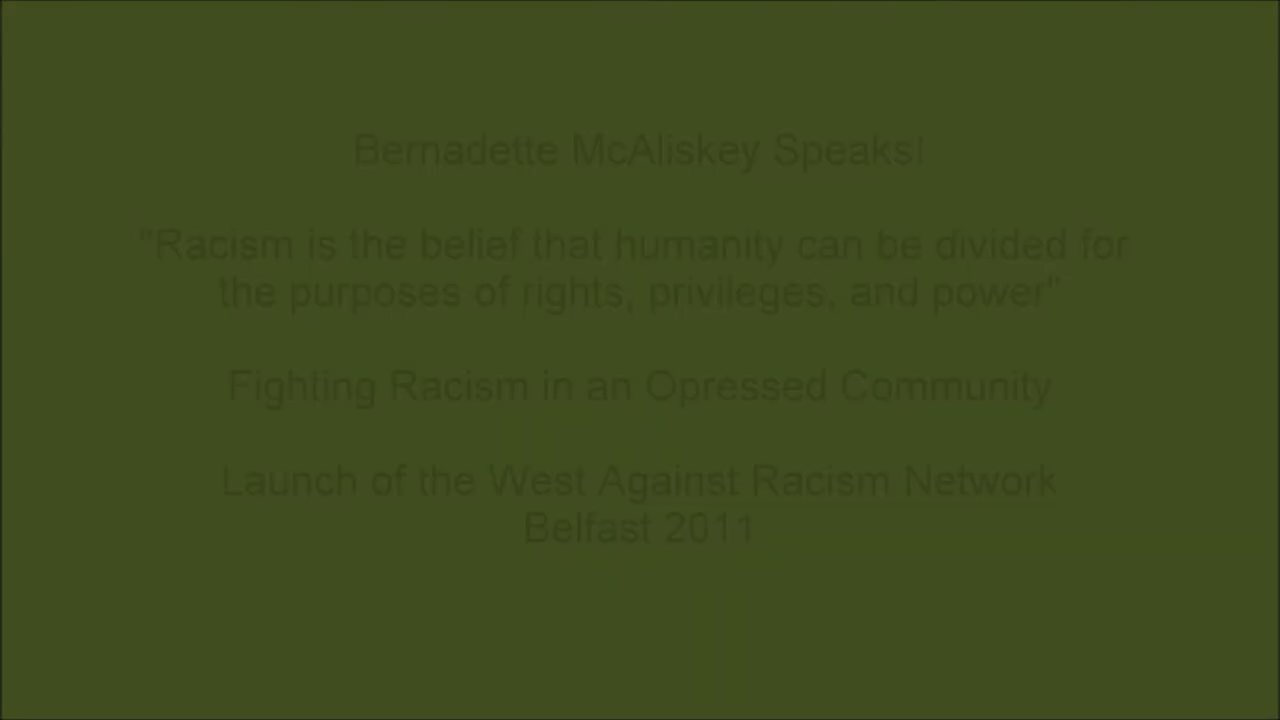 Bernadette McAliskey Speaks!
"Racism is the belief that humanity can be divided for
the purposes of rights, privileges, and power"
Fighting Racism in an Opressed Community
Launch of the West Against Racism Network
Belfast 2011